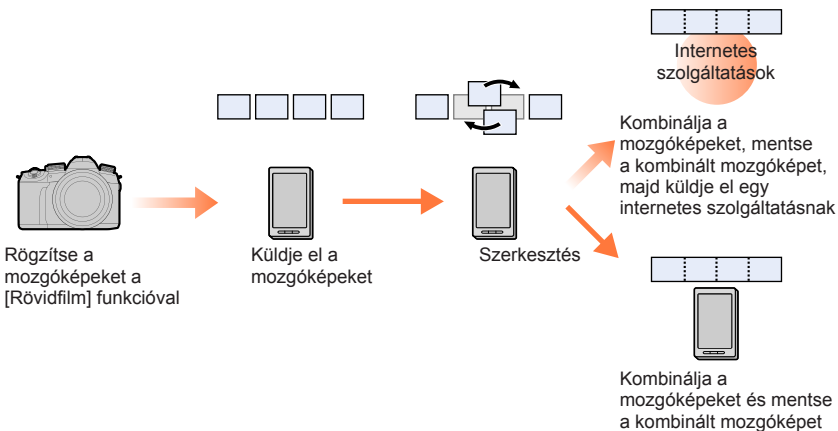 Rögzítse a
mozgóképeket a
[Rövidfilm] funkcióval
Küldje el a
mozgóképeket
Szerkesztés
Internetes
szolgáltatások
Kombinálja a
mozgóképeket, mentse
a kombinált mozgóképet,
majd küldje el egy
internetes szolgáltatásnak
Kombinálja a
mozgóképeket és mentse
a kombinált mozgóképet